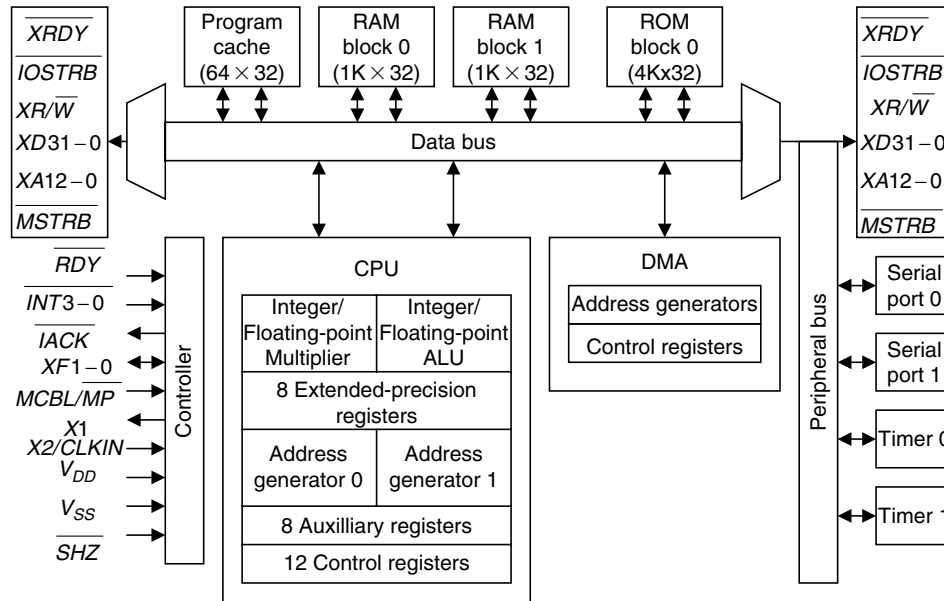 XRDY
IOSTRB
XR/W
XD31-0
XA12-0
MSTRB
Program
cache
(64 × 32)
RAM
block 0
(1K × 32)
RAM
block 1
(1K × 32)
ROM
block 0
(4Kx32)
Data bus
XRDY
IOSTRB
XR/W
XD31-0
XA12-0
MSTRB
RDY
INT3-0
IACK
XF1-0
MCBL/MP
X1
X2/CLKIN
VDD
VSS
SHZ
Controller
CPU
Integer/
Floating-point
Multiplier
Integer/
Floating-point
ALU
8 Extended-precision
registers
Address
generator 0
Address
generator 1
8 Auxilliary registers
12 Control registers
DMA
Address generators
Control registers
Peripheral bus
Serial
port 0
Serial
port 1
Timer 0
Timer 1